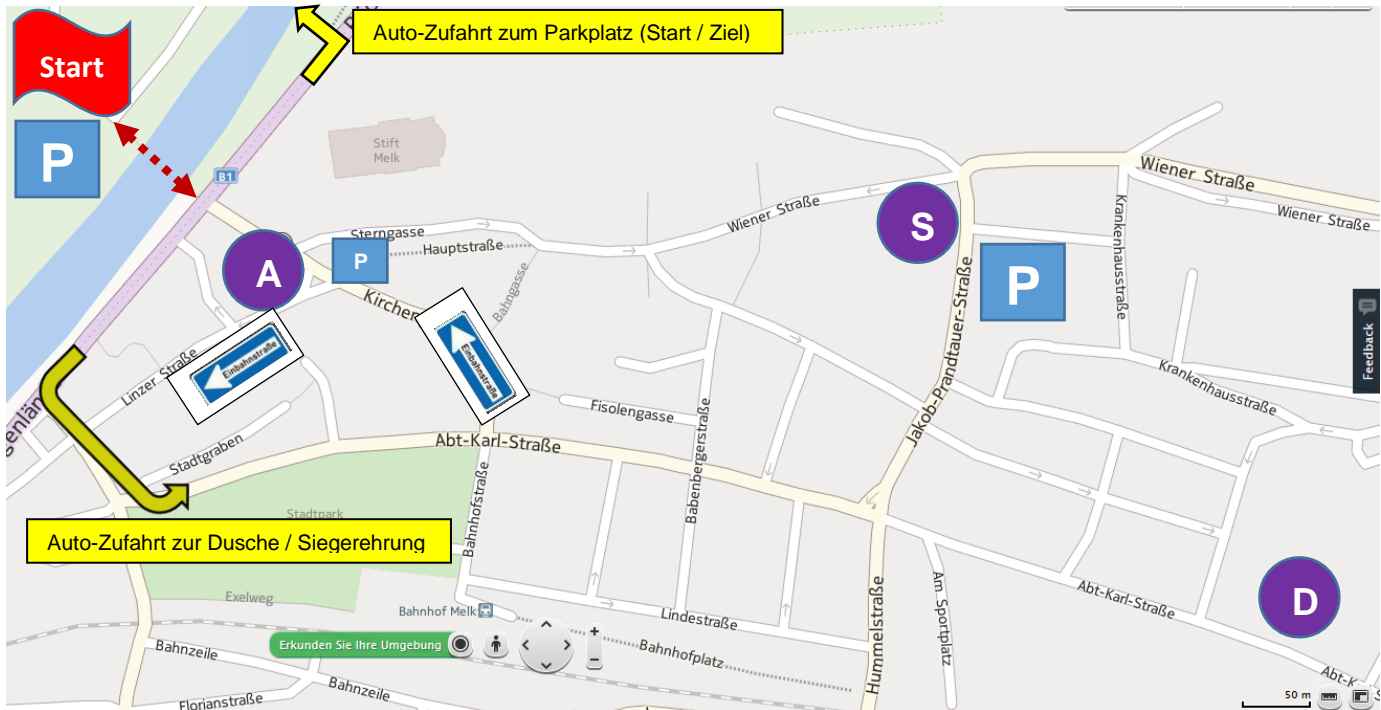 Start
Auto-Zufahrt zum Parkplatz (Start / Ziel)
P
Stift
Melk
B1
Wiener Straße
Wiener Straße
Wiener Straße
Krankenhausstraße
S
Sterngasse
Hauptstraße
A
P
P
Bahngasse
Kircher
Jakob-Prandtauer-Straße
Feedback
Einbahnstraße
Einbahnstraße
Linzer Straße
Krankenhausstraße
Fisolengasse
Babenbergerstraße
Stadtgraben
Abt-Karl-Straße
Stadtpark
Bahnhofstraße
Auto-Zufahrt zur Dusche / Siegerehrung
Am Sportplatz
Abt-Karl-Straße
D
Exelweg
Bahnhof Melk
Lindestraße
Hummelstraße
Erkunden Sie Ihre Umgebung
Bahnhofplatz
Bahnzeile
Bahnzeile
Florianstraße
50 m